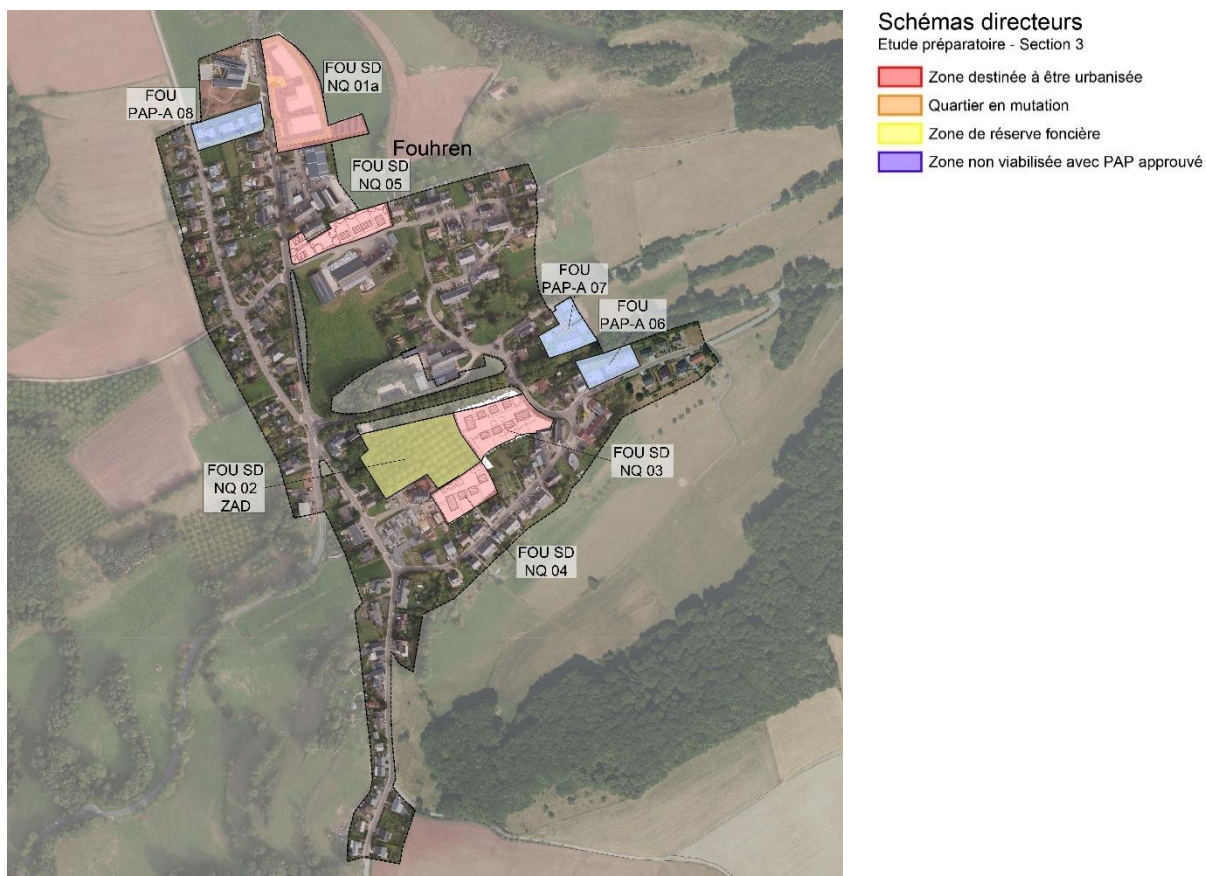 Schémas directeurs
Etude préparatoire - Section 3
Zone destinée à être urbanisée
Quartier en mutation
Zone de réserve foncière
Zone non viabilisée avec PAP approuvé
FOU SD
NQ 01a
FOU
PAP-A 08
Fouhren
FOU SD
NQ 05
FOU
PAP-A 07
FOU
PAP-A 06
FOU SD
NQ 02
ZAD
FOU SD
NQ 03
FOU SD
NQ 04